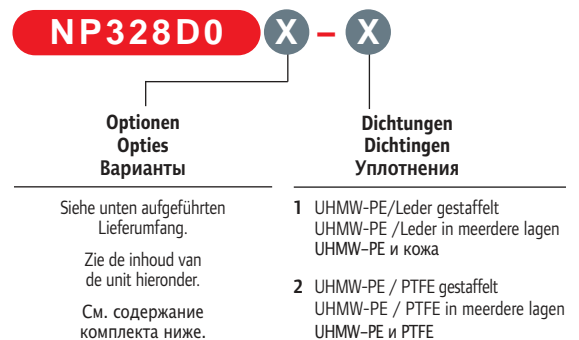 NP328D0 X – X
Optionen
Opties
Варианты
Siehe unten aufgeführten
Lieferumfang.
Zie de inhoud van
de unit hieronder.
См. содержание
комплекта ниже.
Dichtungen
Dichtingen
Уплотнения
1 UHMW-PE/Leder gestaffelt
UHMW-PE /Leder in meerdere lagen
UHMW–PE и кожа
2 UHMW-PE / PTFE gestaffelt
UHMW-PE / PTFE in meerdere lagen
UHMW–PE и PTFE